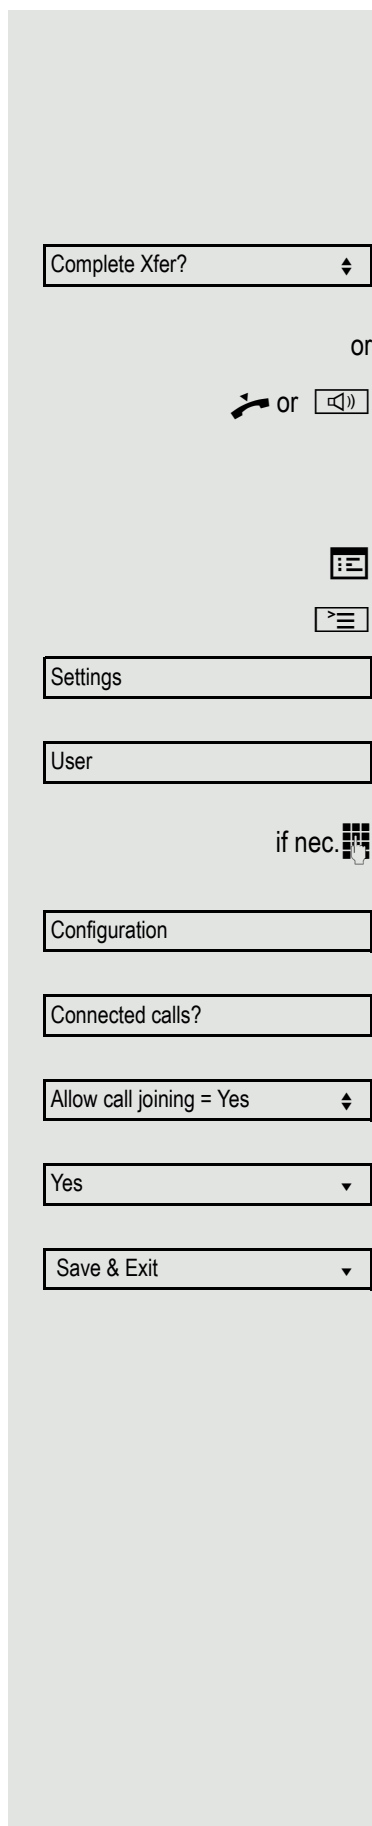 Complete Xfer?
or
or
Settings
User
if nec.
Configuration
Connected calls?
Allow call joining = Yes
Yes
Save & Exit